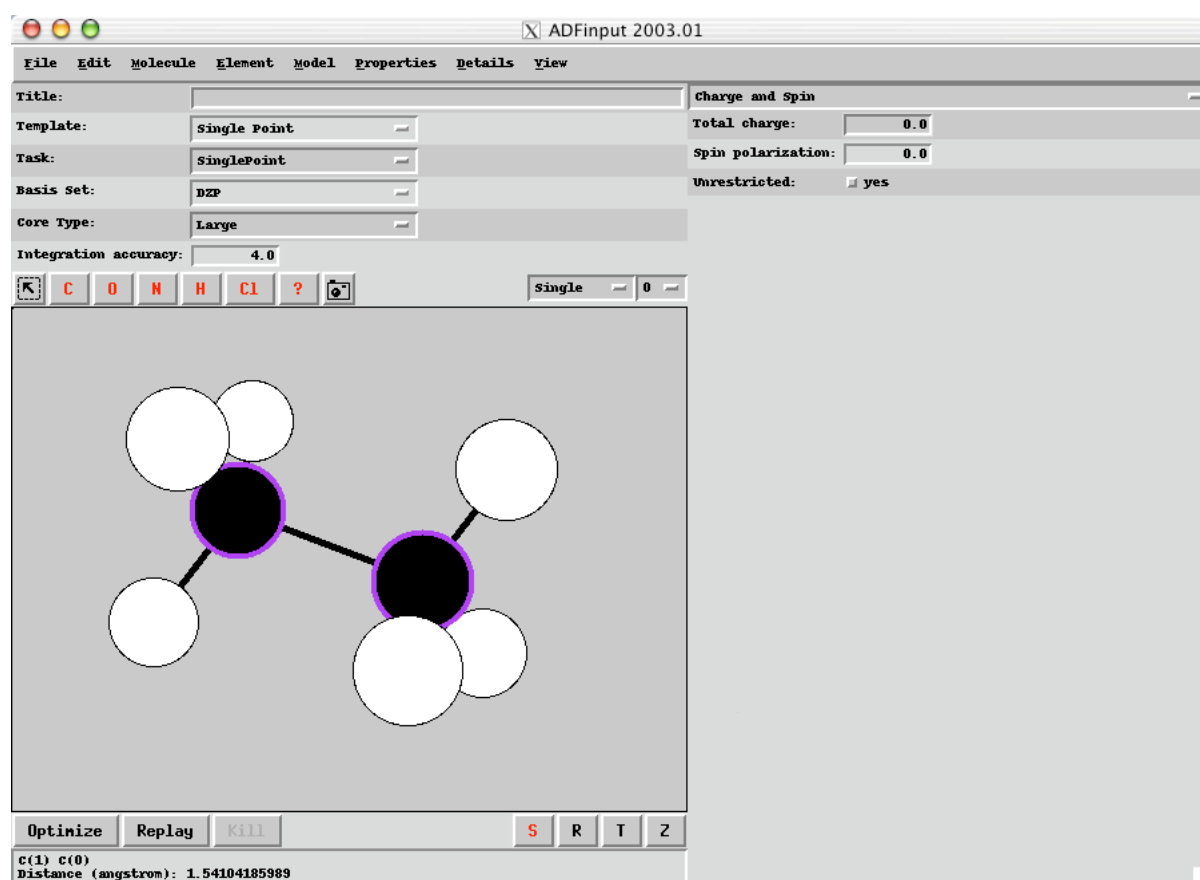 X ADFinput 2003.01
File Edit Molecule Element Model Properties Details View
Title:
Charge and Spin
Template: Single Point
Total charge: 0.0
Task: SinglePoint
Spin polarization: 0.0
Basis Set: DZP
Unrestricted: yes
Core Type: Large
Integration accuracy: 4.0
C O N H Cl ? Single 0
Optimize Replay Kill S R T Z
C(1) C(0)
Distance (angstrom): 1.54104185989